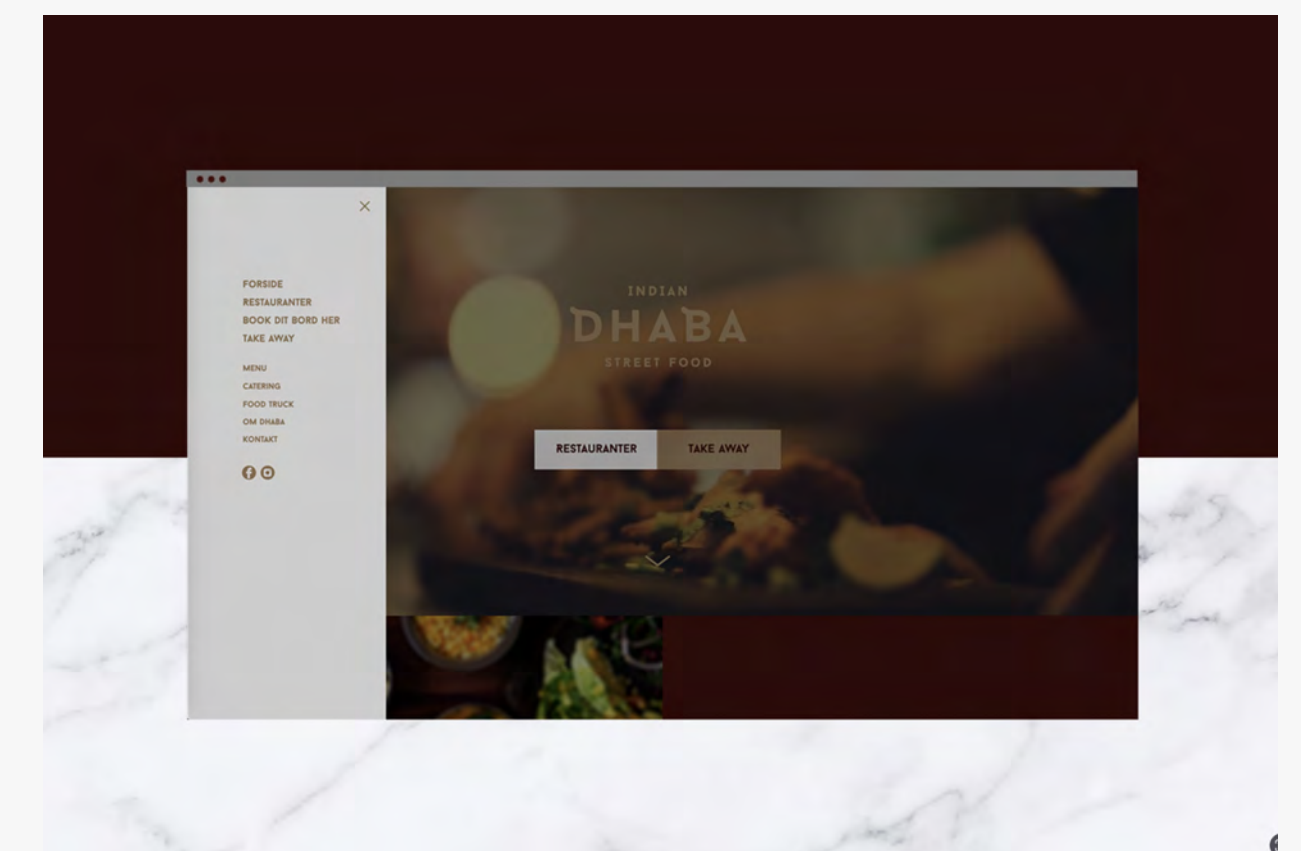 FORSIDE
RESTAURANTER
BOOK DIT BORD HER
TAKE AWAY
MENU
CATERING
FOOD TRUCK
OM DHABA
KONTAKT
INDIAN
DHABA
STREET FOOD
RESTAURANTER
TAKE AWAY